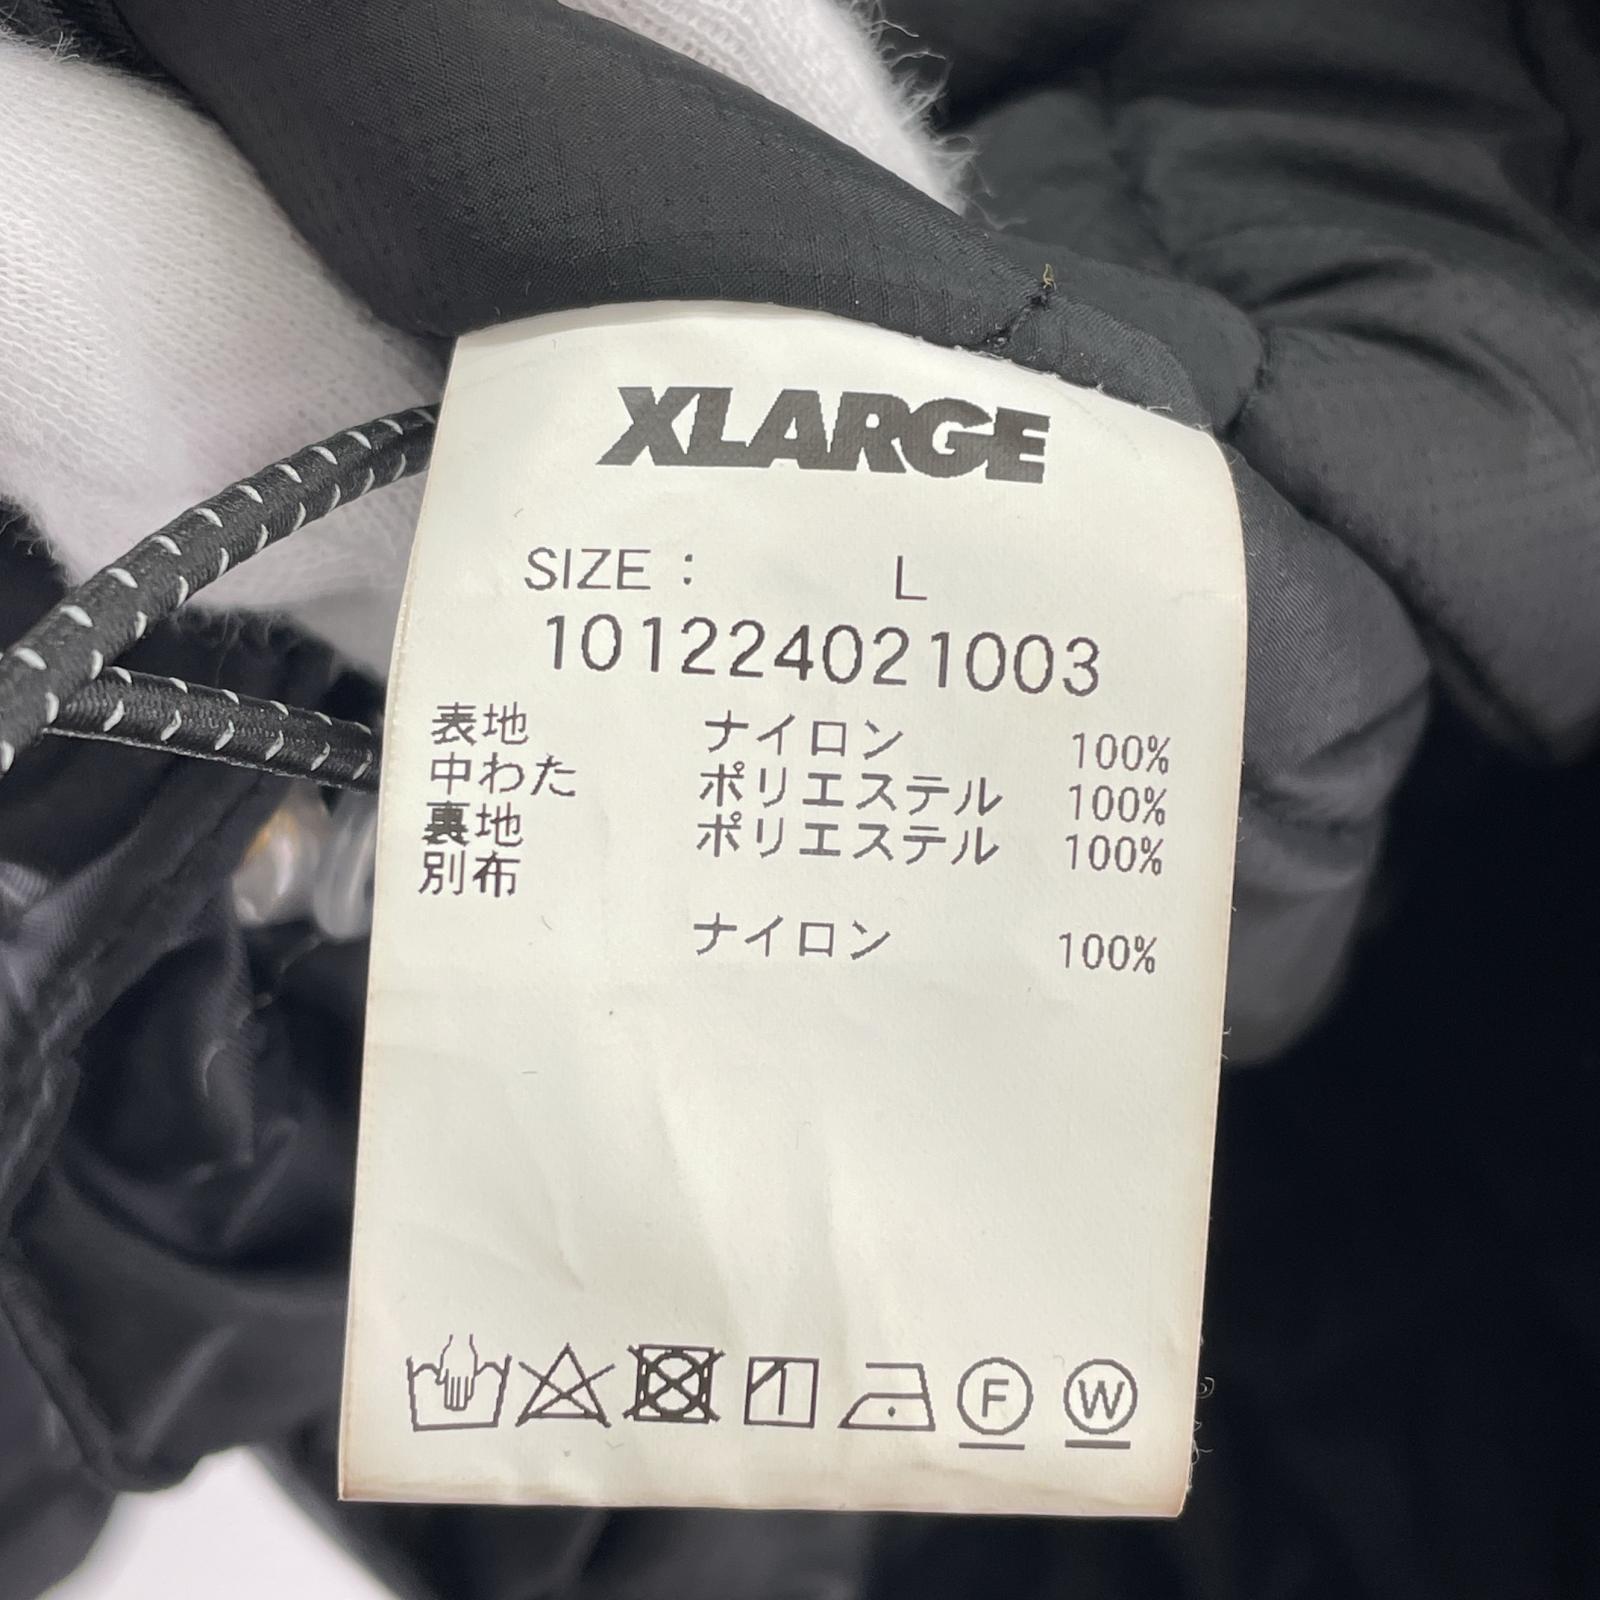 XLARGE
SIZE : L
101224021003
表地 ナイロン 100%
中わた ポリエステル 100%
裏地 ポリエステル 100%
別布
ナイロン 100%
F W